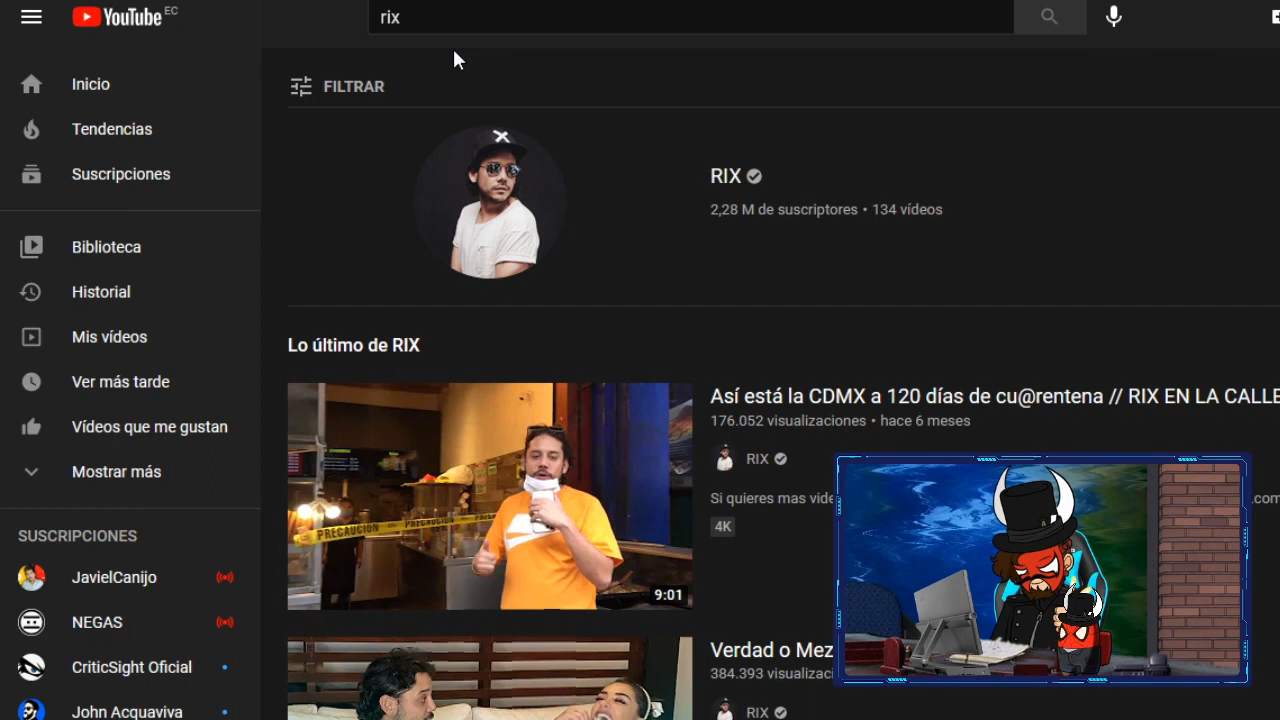 YouTube EC
rix
Inicio
Tendencias
Suscripciones
Biblioteca
Historial
Mis vídeos
Ver más tarde
Vídeos que me gustan
Mostrar más
SUSCRIPCIONES
JavielCanijo
NEGAS
CriticSight Oficial
John Acquaviva
FILTRAR
RIX
2,28 M de suscriptores • 134 vídeos
Lo último de RIX
PRECAUCION
9:01
Así está la CDMX a 120 días de cu@rentena // RIX EN LA CALLE
176.052 visualizaciones • hace 6 meses
RIX
Si quieres mas vide
.com
4K
Verdad o Mez
384.393 visualizac
RIX